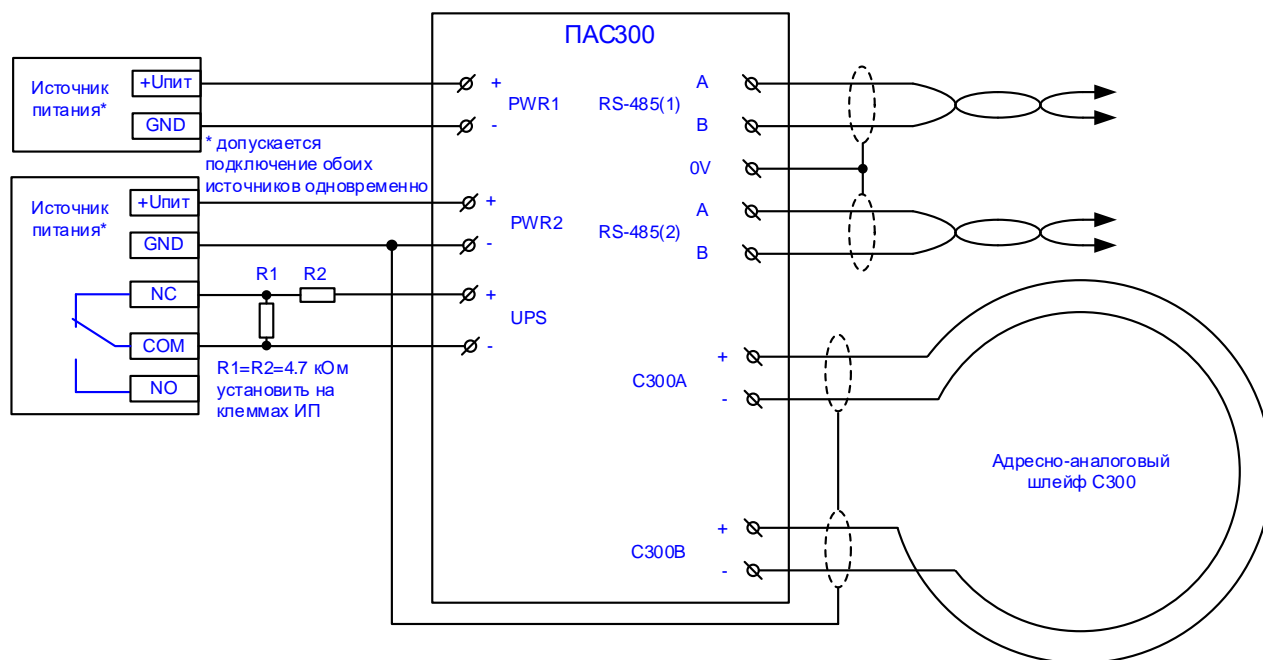 ПАС300
Источник
питания*
+Uпит
GND
+
PWR1
-
* допускается
подключение обоих
источников одновременно
Источник
питания*
+Uпит
GND
NC
COM
NO
+
PWR2
-
R1
R2
+
UPS
-
R1=R2=4.7 кОм
установить на
клеммах ИП
A
RS-485(1)
B
0V
A
RS-485(2)
B
+
С300А
-
+
С300В
-
Адресно-аналоговый
шлейф С300